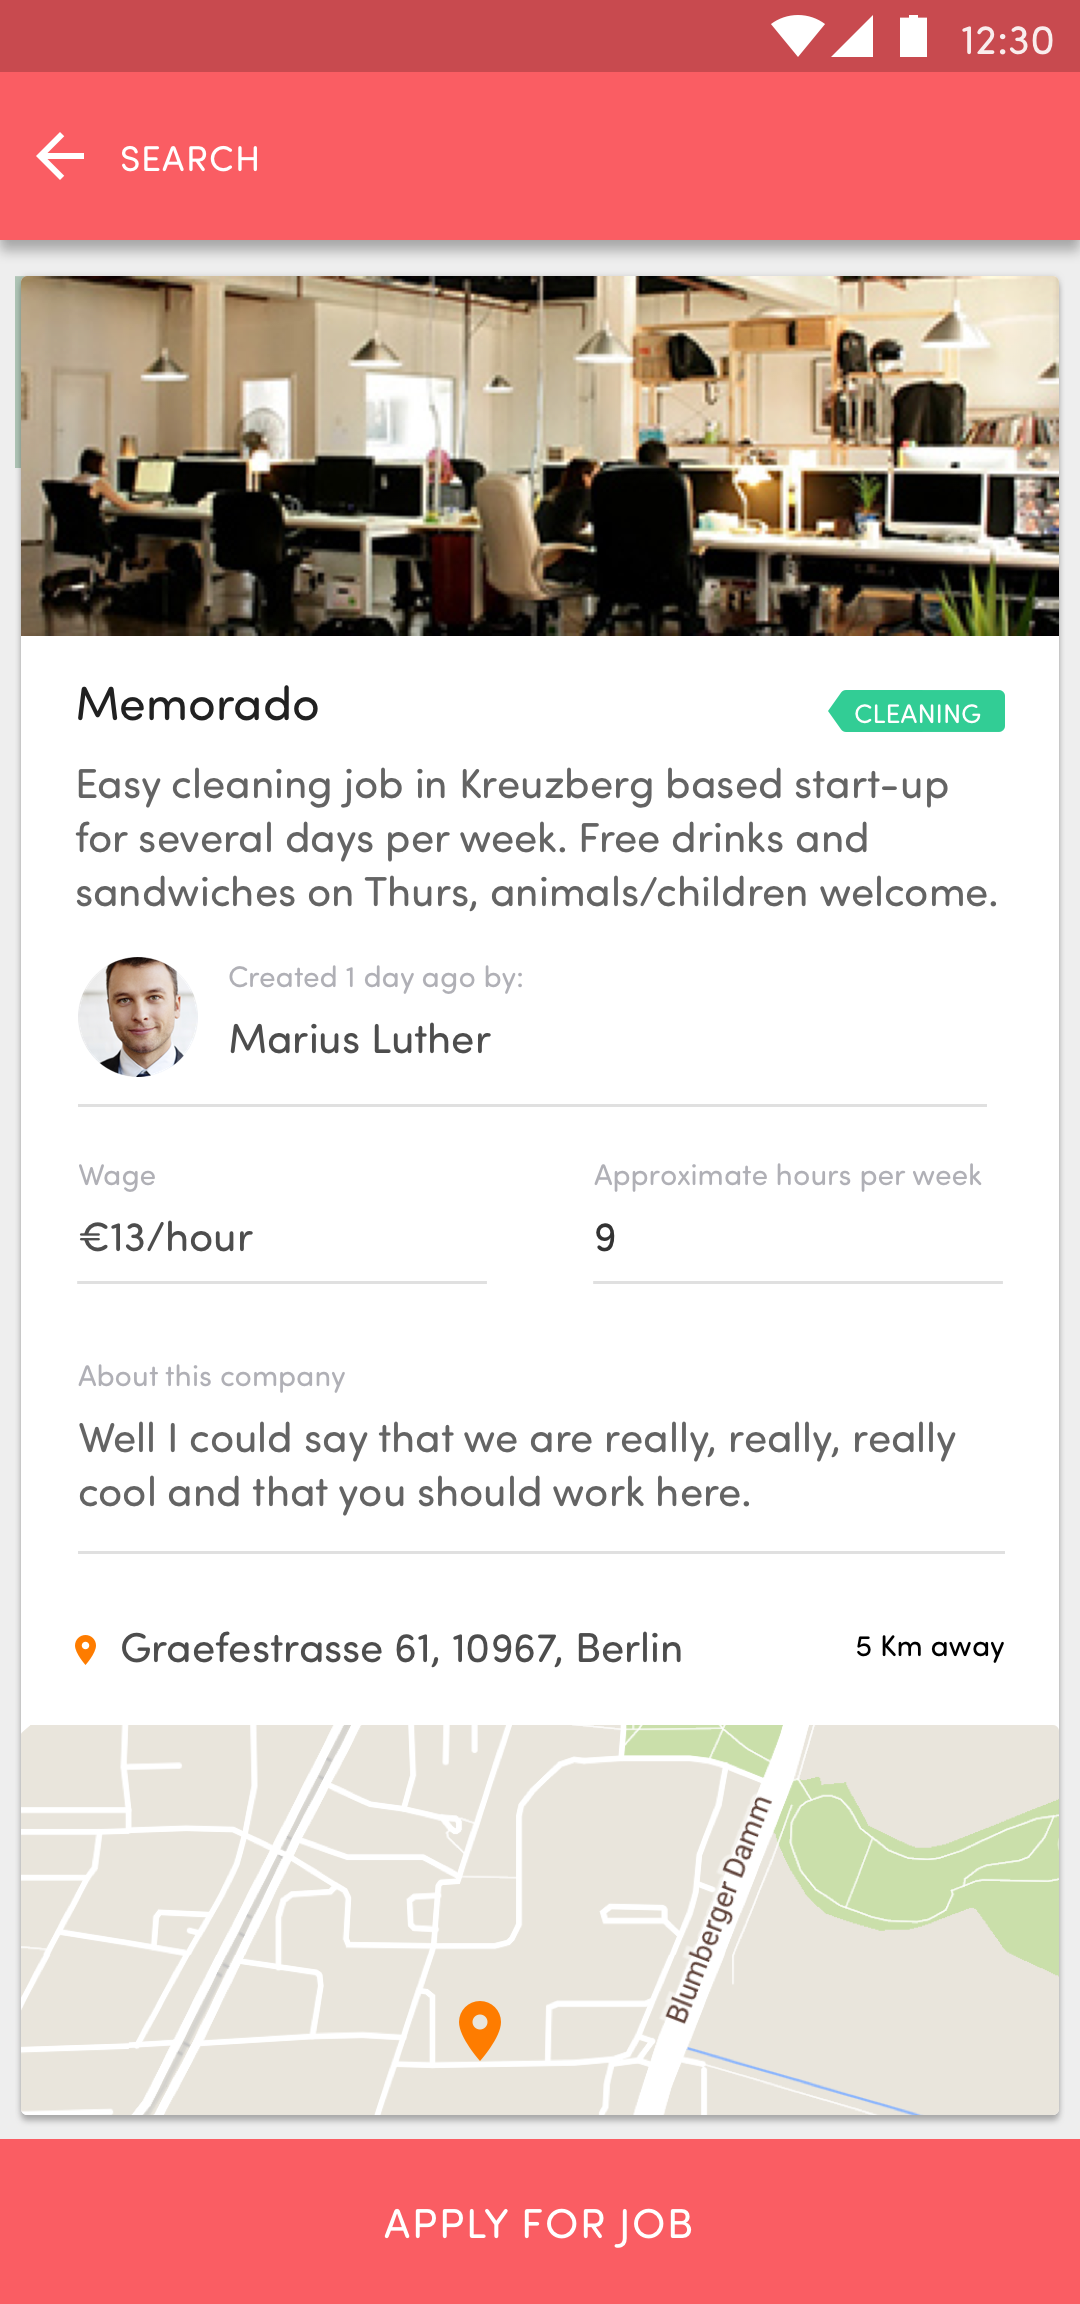 12:30
SEARCH
Memorado
CLEANING
Easy cleaning job in Kreuzberg based start-up
for several days per week. Free drinks and
sandwiches on Thurs, animals/children welcome.
Created 1 day ago by:
Marius Luther
Wage
Approximate hours per week
€13/hour
9
About this company
Well I could say that we are really, really, really
cool and that you should work here.
Graefestrasse 61, 10967, Berlin
5 Km away
Blumberger Damm
APPLY FOR JOB